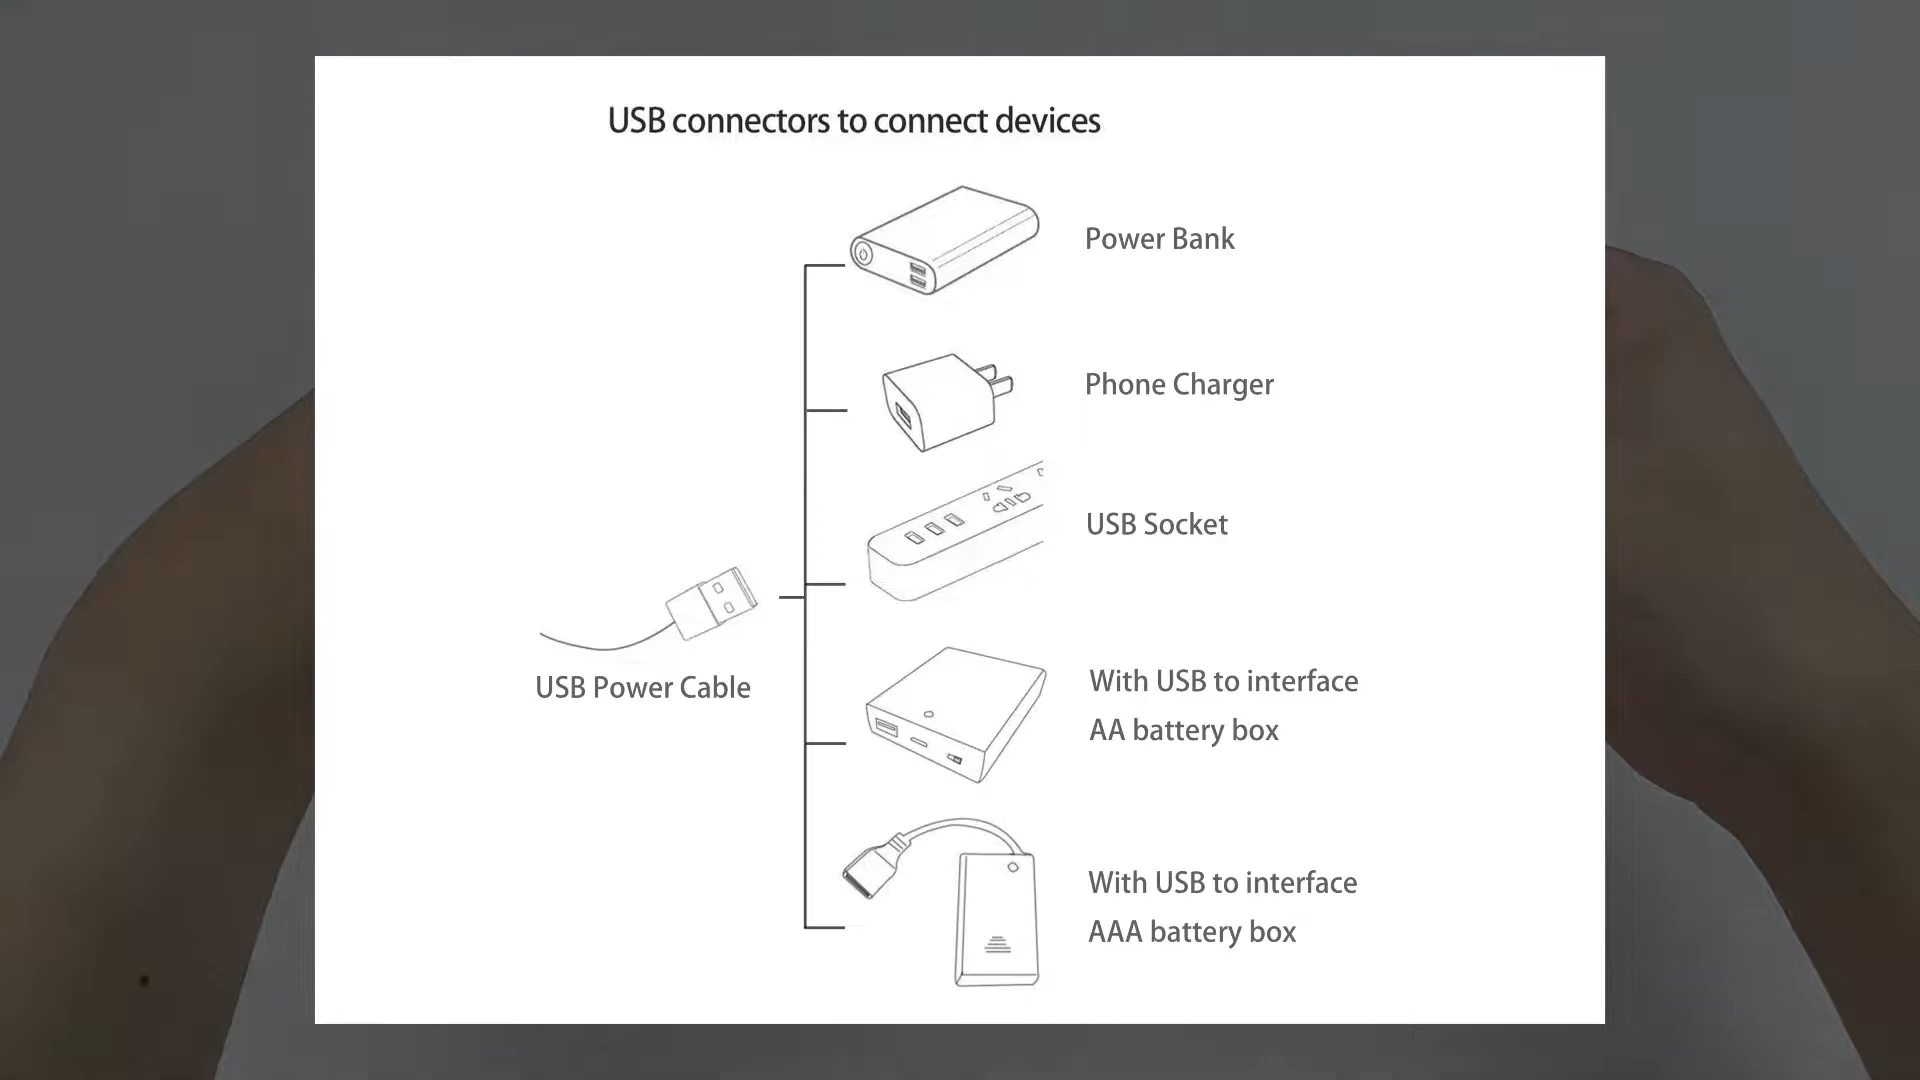 USB connectors to connect devices
Power Bank
Phone Charger
USB Socket
USB Power Cable
With USB to interface
AA battery box
With USB to interface
AAA battery box